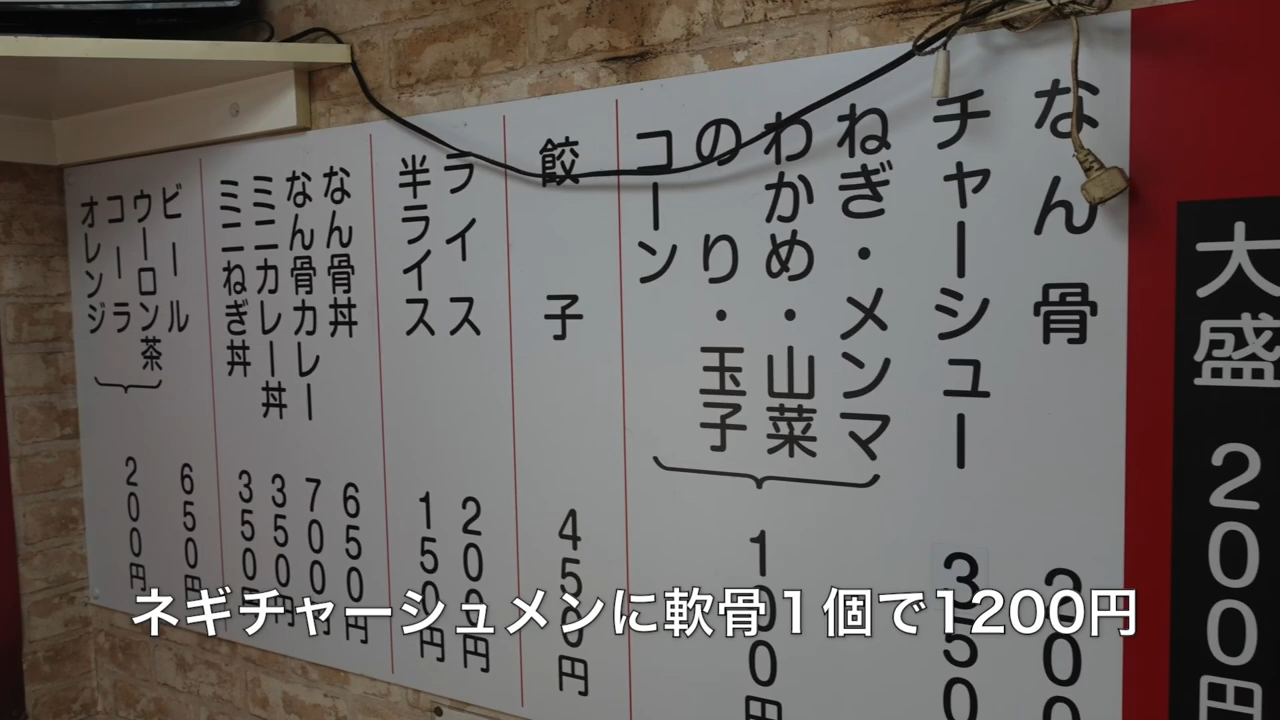 大盛 200円
なん骨 200
チャーシュー 350
ねぎ・メンマ
わかめ・山菜
のり・玉子
コーン
100円
餃子 450円
ライス 200円
半ライス 150円
なん骨丼 650円
なん骨カレー 700円
ミニカレー丼 350円
ミニねぎ丼 350円
ビール 650円
ウーロン茶
コーラ
オレンジ
200円
ネギチャーシュメンに軟骨１個で1200円